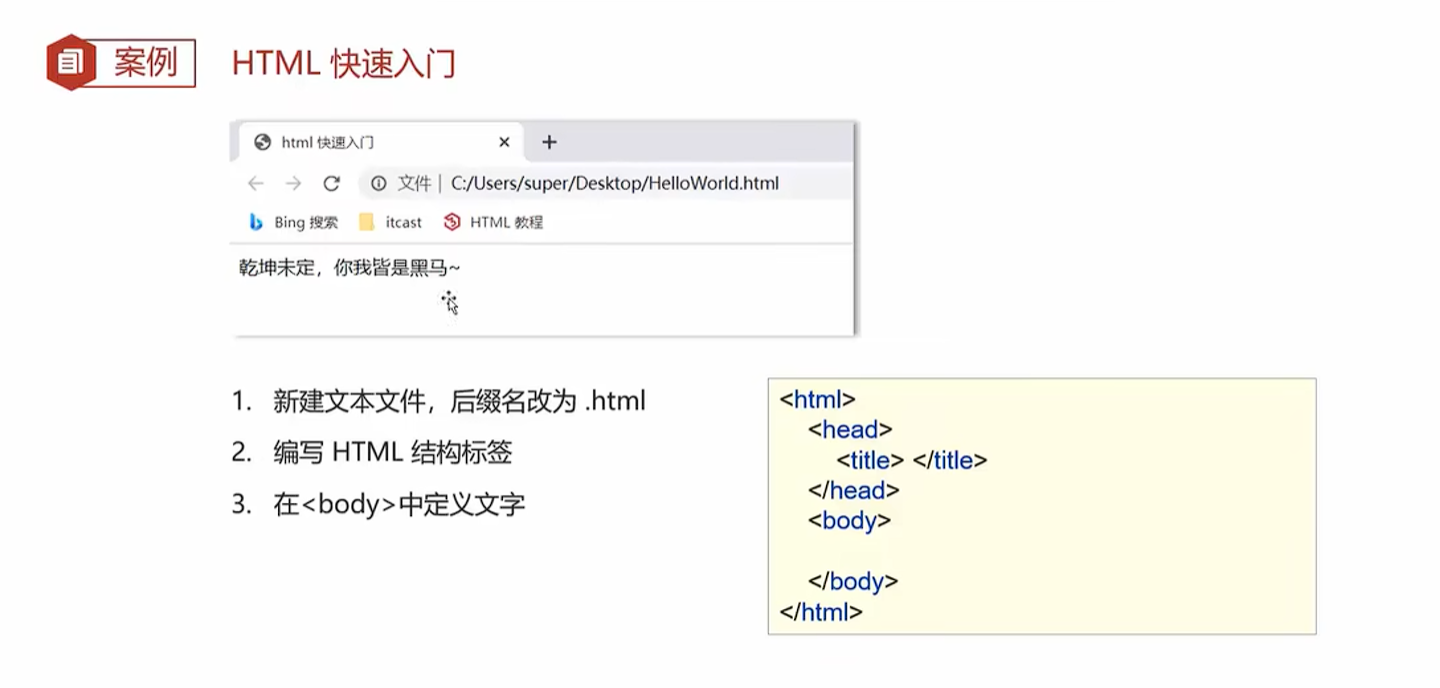 案例 HTML 快速入门
html 快速入门
文件 | C:/Users/super/Desktop/HelloWorld.html
Bing 搜索 itcast HTML 教程
乾坤未定，你我皆是黑马~
1. 新建文本文件，后缀名改为 .html
2. 编写 HTML 结构标签
3. 在<body>中定义文字
<html>
<head>
<title> </title>
</head>
<body>
</body>
</html>